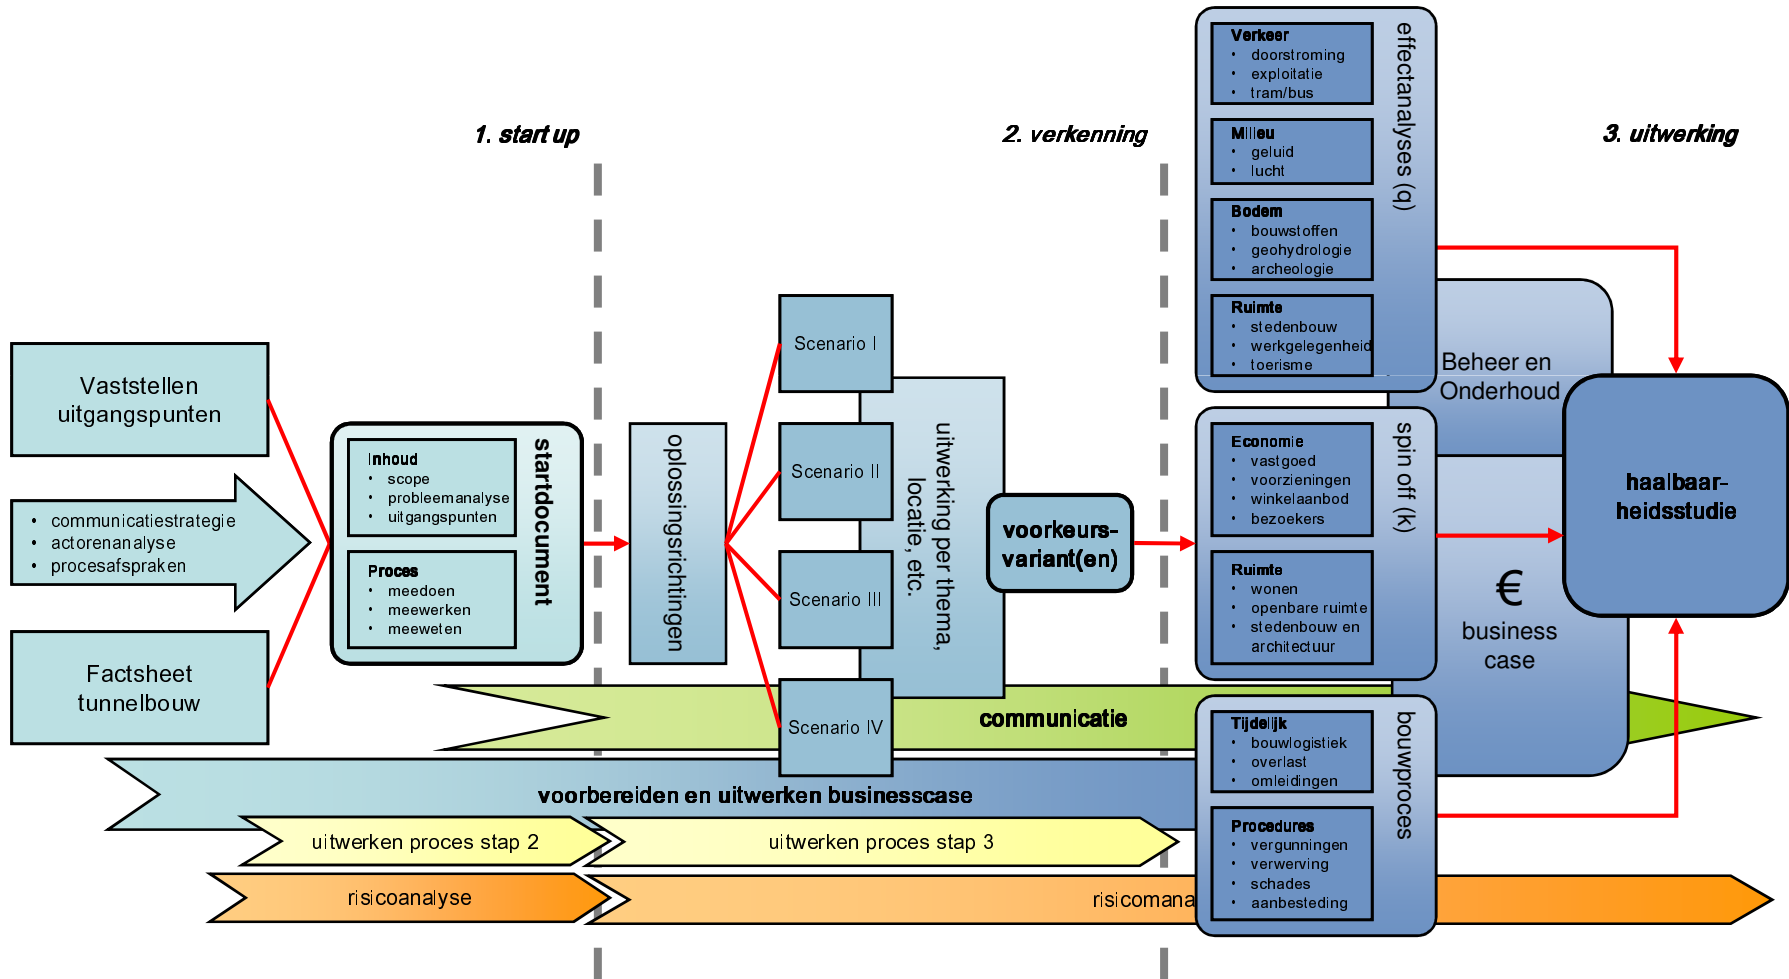 1. start up
2. verkenning
3. uitwerking
Vaststellen
uitgangspunten
• communicatiestrategie
• actorenanalyse
• procesafspraken
Factsheet
tunnelbouw
startdocument
Inhoud
• scope
• probleemanalyse
• uitgangspunten
Proces
• meedoen
• meewerken
• meeweten
oplossingsrichtingen
Scenario I
Scenario II
Scenario III
Scenario IV
uitwerking per thema,
locatie, etc.
voorkeurs-
variant(en)
effectanalyses (q)
Verkeer
• doorstroming
• exploitatie
• tram/bus
Milieu
• geluid
• lucht
Bodem
• bouwstoffen
• geohydrologie
• archeologie
Ruimte
• stedenbouw
• werkgelegenheid
• toerisme
spin off (k)
Economie
• vastgoed
• voorzieningen
• winkelaanbod
• bezoekers
Ruimte
• wonen
• openbare ruimte
• stedenbouw en
architectuur
bouwproces
Tijdelijk
• bouwlogistiek
• overlast
• omleidingen
Procedures
• vergunningen
• verwerving
• schades
• aanbesteding
Beheer en
Onderhoud
€
business
case
haalbaar-
heidsstudie
communicatie
voorbereiden en uitwerken businesscase
uitwerken proces stap 2
uitwerken proces stap 3
risicoanalyse
risicomana